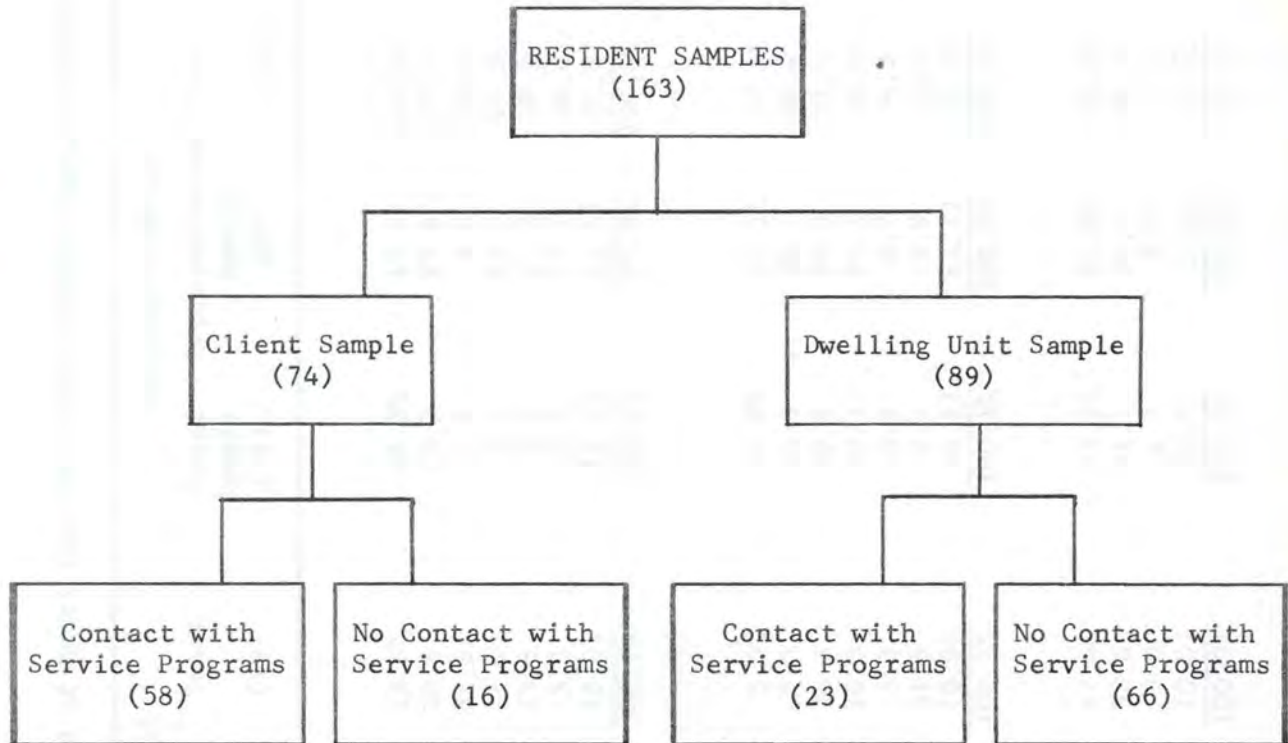 RESIDENT SAMPLES
(163)
Client Sample
(74)
Dwelling Unit Sample
(89)
Contact with
Service Programs
(58)
No Contact with
Service Programs
(16)
Contact with
Service Programs
(23)
No Contact with
Service Programs
(66)